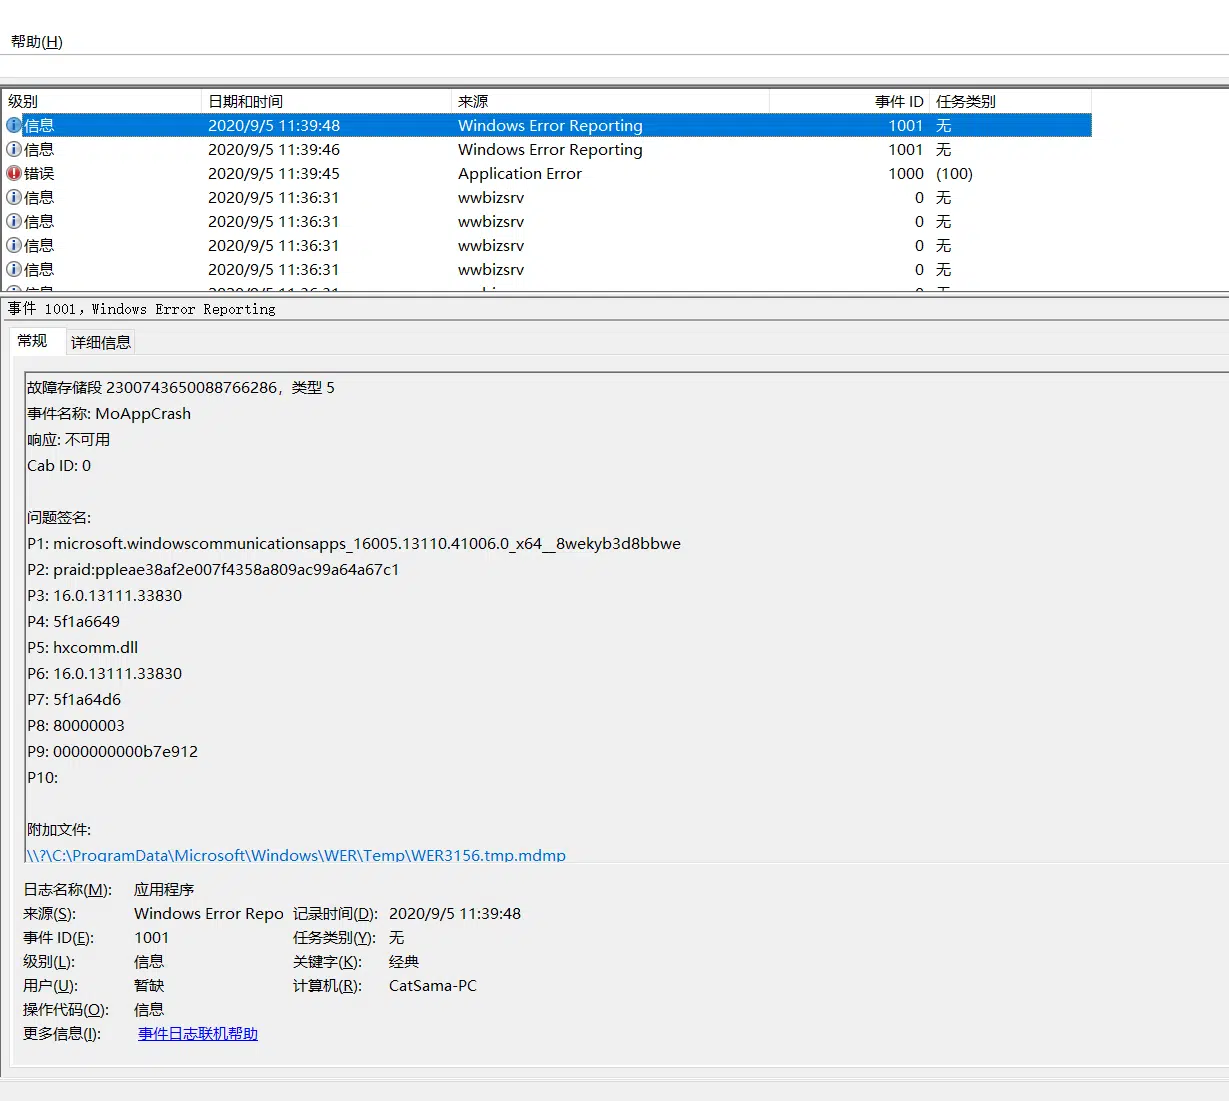 帮助(H)
级别 日期和时间 来源 事件 ID 任务类别
信息 2020/9/5 11:39:48 Windows Error Reporting 1001 无
信息 2020/9/5 11:39:46 Windows Error Reporting 1001 无
错误 2020/9/5 11:39:45 Application Error 1000 (100)
信息 2020/9/5 11:36:31 wwbizsrv 0 无
信息 2020/9/5 11:36:31 wwbizsrv 0 无
信息 2020/9/5 11:36:31 wwbizsrv 0 无
信息 2020/9/5 11:36:31 wwbizsrv 0 无
事件 1001，Windows Error Reporting
常规 详细信息
故障存储段 2300743650088766286，类型 5
事件名称: MoAppCrash
响应: 不可用
Cab ID: 0
问题签名:
P1: microsoft.windowscommunicationsapps_16005.13110.41006.0_x64__8wekyb3d8bbwe
P2: praid:ppleae38af2e007f4358a809ac99a64a67c1
P3: 16.0.13111.33830
P4: 5f1a6649
P5: hxcomm.dll
P6: 16.0.13111.33830
P7: 5f1a64d6
P8: 80000003
P9: 0000000000b7e912
P10:
附加文件:
\\?\C:\ProgramData\Microsoft\Windows\WER\Temp\WER3156.tmp.mdmp
日志名称(M): 应用程序
来源(S): Windows Error Repo 记录时间(D): 2020/9/5 11:39:48
事件 ID(E): 1001 任务类别(Y): 无
级别(L): 信息 关键字(K): 经典
用户(U): 暂缺 计算机(R): CatSama-PC
操作代码(O): 信息
更多信息(I): 事件日志联机帮助